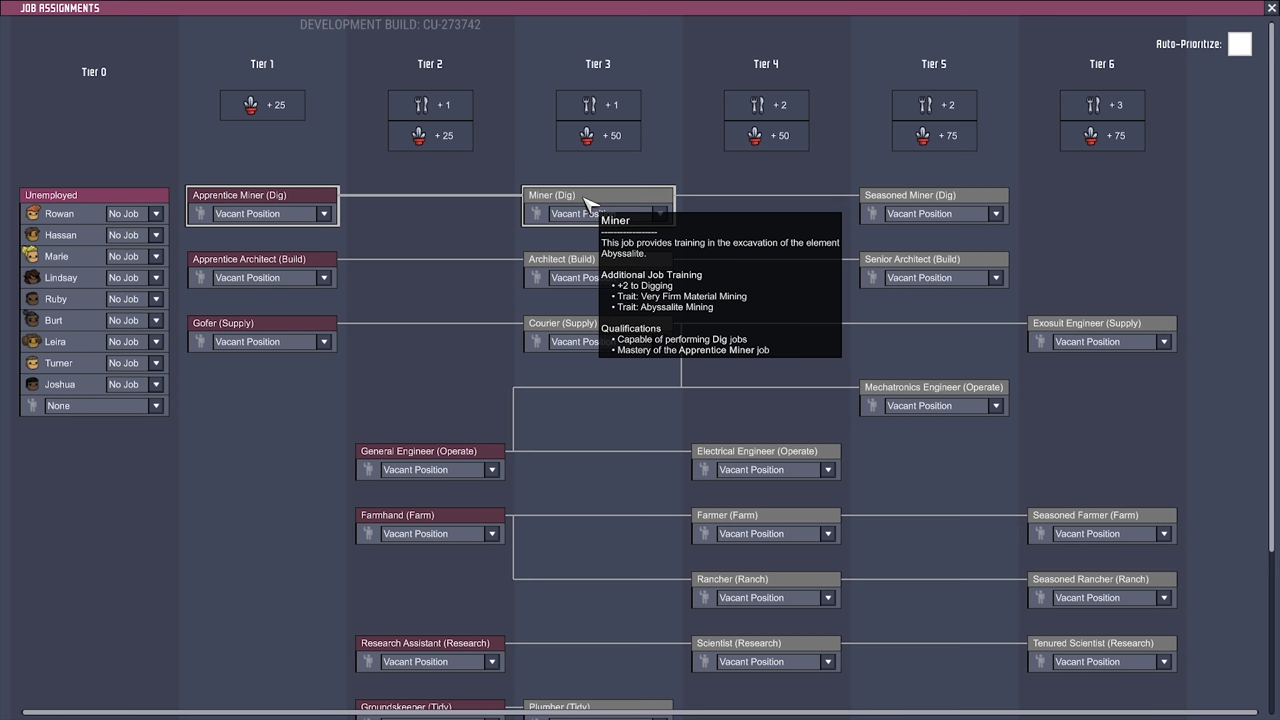 JOB ASSIGNMENTS
DEVELOPMENT BUILD: CU-273742
Auto-Prioritize:
Tier 0
Tier 1
Tier 2
Tier 3
Tier 4
Tier 5
Tier 6
+ 25
+ 1
+ 25
+ 1
+ 50
+ 2
+ 50
+ 2
+ 75
+ 3
+ 75
Unemployed
Rowan No Job
Hassan No Job
Marie No Job
Lindsay No Job
Ruby No Job
Burt No Job
Leira No Job
Turner No Job
Joshua No Job
None
Apprentice Miner (Dig)
Vacant Position
Miner (Dig)
Vacant Posi
Seasoned Miner (Dig)
Vacant Position
Miner
--------------------
This job provides training in the excavation of the element
Abyssalite.
Additional Job Training
• +2 to Digging
• Trait: Very Firm Material Mining
• Trait: Abyssalite Mining
Qualifications
• Capable of performing Dig jobs
• Mastery of the Apprentice Miner job
Apprentice Architect (Build)
Vacant Position
Architect (Build)
Vacant
Senior Architect (Build)
Vacant Position
Gofer (Supply)
Vacant Position
Courier (Supply)
Vacant
Exosuit Engineer (Supply)
Vacant Position
Mechatronics Engineer (Operate)
Vacant Position
General Engineer (Operate)
Vacant Position
Electrical Engineer (Operate)
Vacant Position
Farmhand (Farm)
Vacant Position
Farmer (Farm)
Vacant Position
Seasoned Farmer (Farm)
Vacant Position
Rancher (Ranch)
Vacant Position
Seasoned Rancher (Ranch)
Vacant Position
Research Assistant (Research)
Vacant Position
Scientist (Research)
Vacant Position
Tenured Scientist (Research)
Vacant Position
Groundskeeper (Tidy)
Plumber (Tidy)